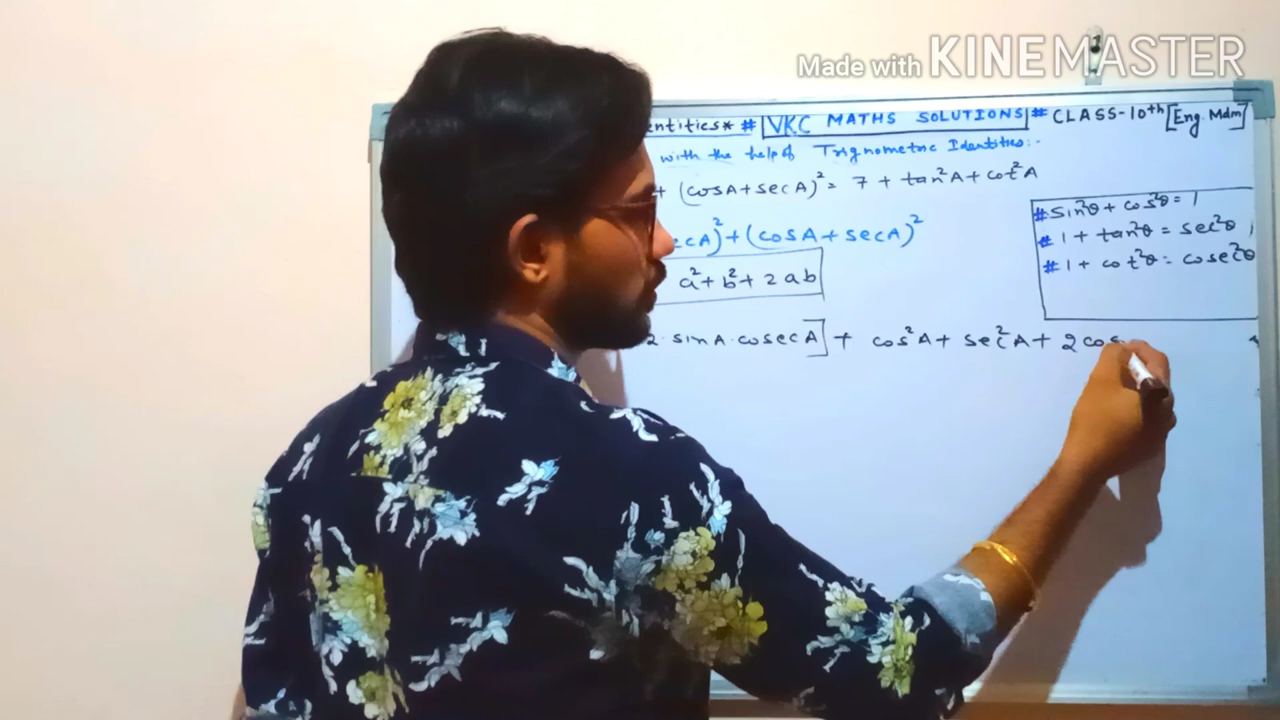 Made with KINEMASTER
entities* # VKC MATHS SOLUTIONS # CLASS-10th [Eng. Mdm]
with the help of Trignometric Identities:-
+ (cosA+secA)² = 7 + tan²A + cot²A
#sin²θ + cos²θ = 1
ecA)² + (cosA + secA)²
# 1 + tan²θ = sec²θ
# 1 + cot²θ = cosec²θ
a² + b² + 2ab
2. sinA.cosecA] + cos²A + sec²A + 2 cos